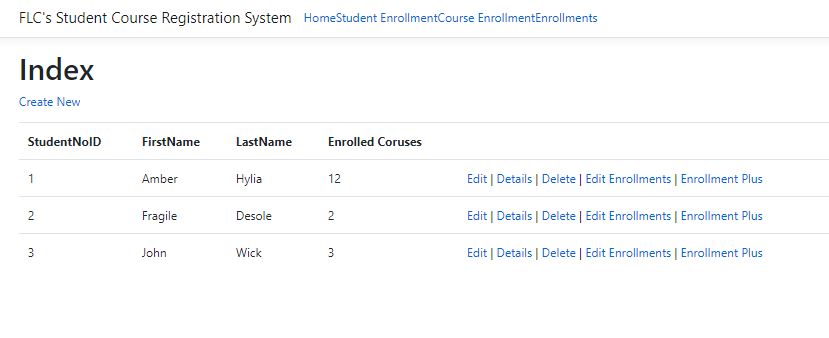 FLC's Student Course Registration System HomeStudent EnrollmentCourse EnrollmentEnrollments
Index
Create New
StudentNoID FirstName LastName Enrolled Coruses
1 Amber Hylia 12 Edit | Details | Delete | Edit Enrollments | Enrollment Plus
2 Fragile Desole 2 Edit | Details | Delete | Edit Enrollments | Enrollment Plus
3 John Wick 3 Edit | Details | Delete | Edit Enrollments | Enrollment Plus